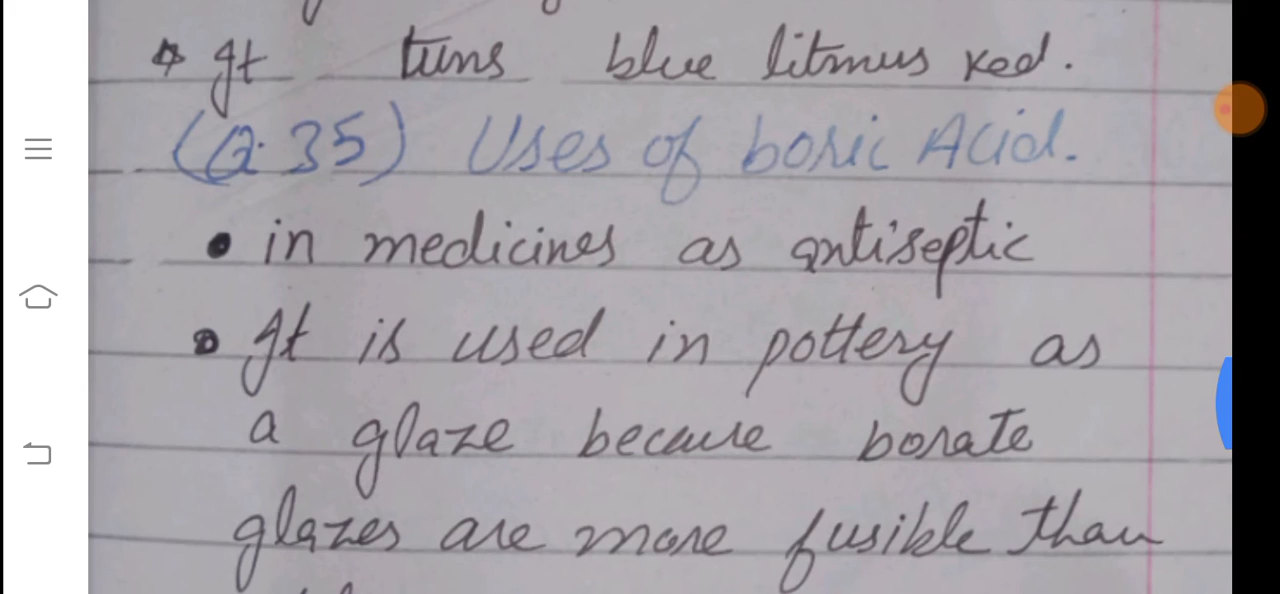 It tuns blue litmus red.
(Q.35) Uses of boric Acid.
• in medicines as antiseptic
• It is used in pottery as
a glaze because borate
glazes are more fusible than